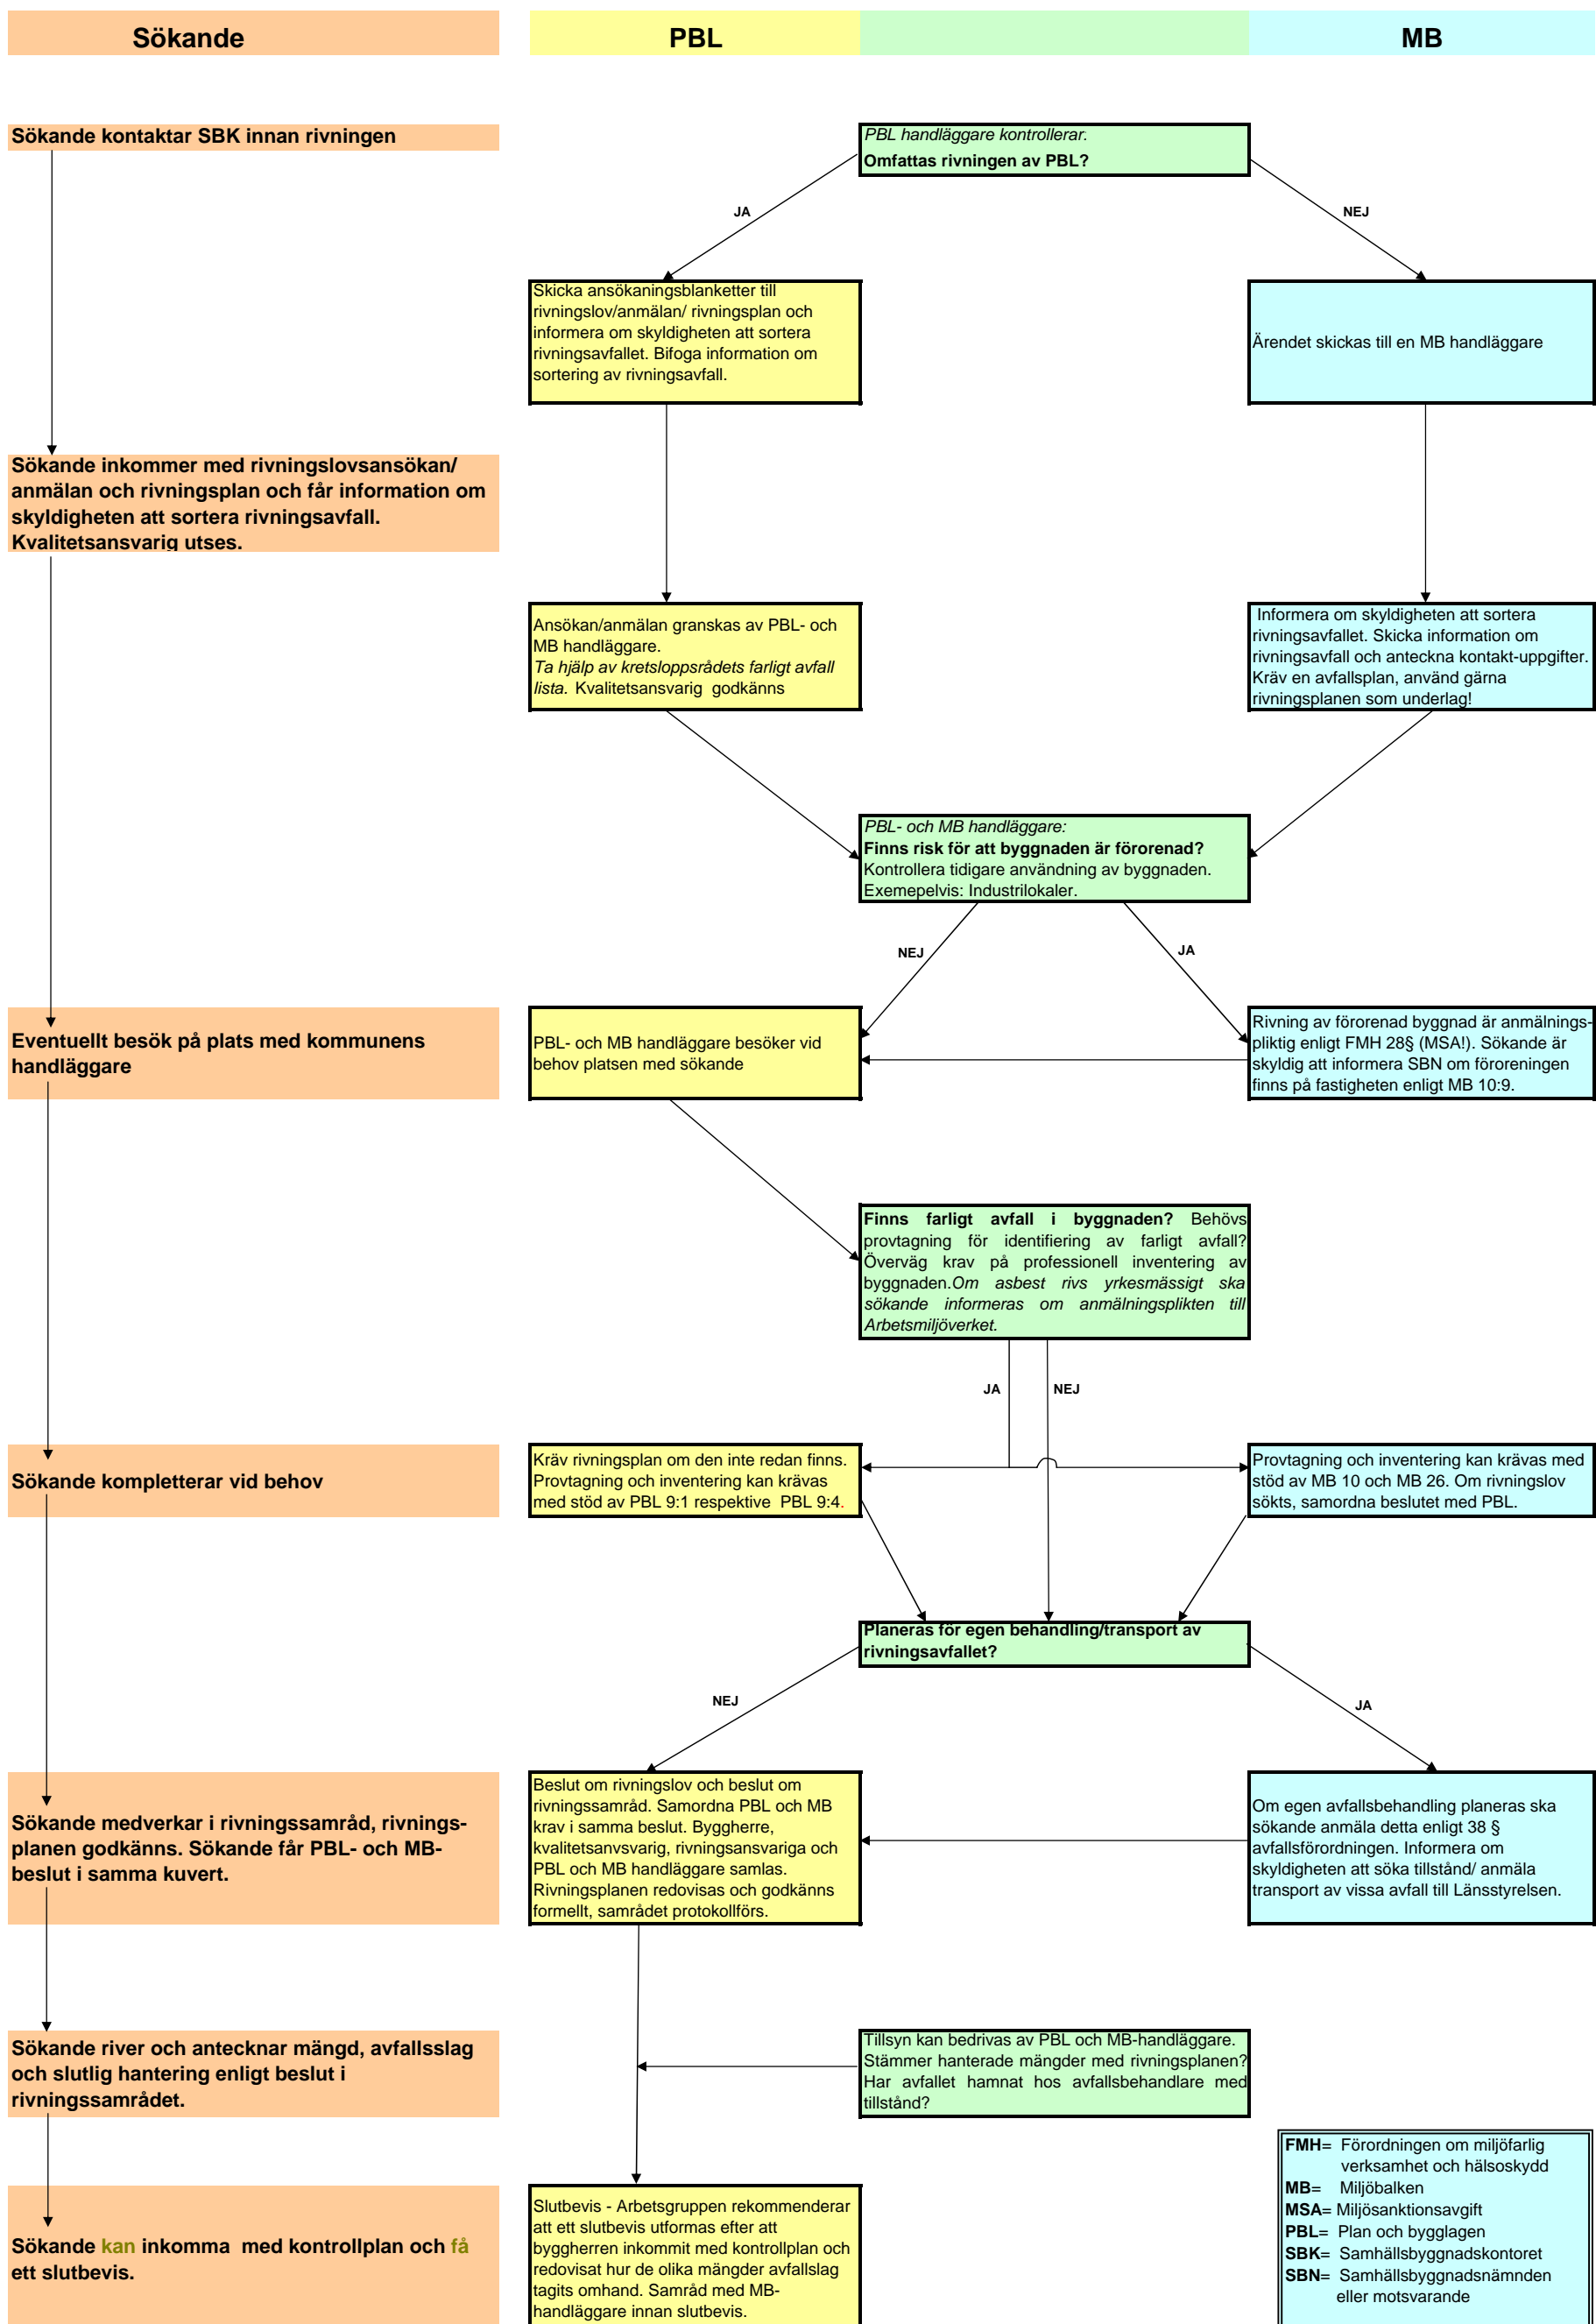 Sökande
PBL
MB
Sökande kontaktar SBK innan rivningen
PBL handläggare kontrollerar.
Omfattas rivningen av PBL?
JA
NEJ
Skicka ansökaningsblanketter till
rivningslov/anmälan/ rivningsplan och
informera om skyldigheten att sortera
rivningsavfallet. Bifoga information om
sortering av rivningsavfall.
Ärendet skickas till en MB handläggare
Sökande inkommer med rivningslovsansökan/
anmälan och rivningsplan och får information om
skyldigheten att sortera rivningsavfall.
Kvalitetsansvarig utses.
Ansökan/anmälan granskas av PBL- och
MB handläggare.
Ta hjälp av kretsloppsrådets farligt avfall
lista. Kvalitetsansvarig godkänns
Informera om skyldigheten att sortera
rivningsavfallet. Skicka information om
rivningsavfall och anteckna kontakt-uppgifter.
Kräv en avfallsplan, använd gärna
rivningsplanen som underlag!
PBL- och MB handläggare:
Finns risk för att byggnaden är förorenad?
Kontrollera tidigare användning av byggnaden.
Exemepelvis: Industrilokaler.
NEJ
JA
Eventuellt besök på plats med kommunens
handläggare
PBL- och MB handläggare besöker vid
behov platsen med sökande
Rivning av förorenad byggnad är anmälnings-
pliktig enligt FMH 28§ (MSA!). Sökande är
skyldig att informera SBN om föroreningen
finns på fastigheten enligt MB 10:9.
Finns farligt avfall i byggnaden? Behövs
provtagning för identifiering av farligt avfall?
Överväg krav på professionell inventering av
byggnaden.Om asbest rivs yrkesmässigt ska
sökande informeras om anmälningsplikten till
Arbetsmiljöverket.
JA
NEJ
Sökande kompletterar vid behov
Kräv rivningsplan om den inte redan finns.
Provtagning och inventering kan krävas
med stöd av PBL 9:1 respektive PBL 9:4.
Provtagning och inventering kan krävas med
stöd av MB 10 och MB 26. Om rivningslov
sökts, samordna beslutet med PBL.
Planeras för egen behandling/transport av
rivningsavfallet?
NEJ
JA
Sökande medverkar i rivningssamråd, rivnings-
planen godkänns. Sökande får PBL- och MB-
beslut i samma kuvert.
Beslut om rivningslov och beslut om
rivningssamråd. Samordna PBL och MB
krav i samma beslut. Byggherre,
kvalitetsanvsvarig, rivningsansvariga och
PBL och MB handläggare samlas.
Rivningsplanen redovisas och godkänns
formellt, samrådet protokollförs.
Om egen avfallsbehandling planeras ska
sökande anmäla detta enligt 38 §
avfallsförordningen. Informera om
skyldigheten att söka tillstånd/ anmäla
transport av vissa avfall till Länsstyrelsen.
Sökande river och antecknar mängd, avfallsslag
och slutlig hantering enligt beslut i
rivningssamrådet.
Tillsyn kan bedrivas av PBL och MB-handläggare.
Stämmer hanterade mängder med rivningsplanen?
Har avfallet hamnat hos avfallsbehandlare med
tillstånd?
Sökande kan inkomma med kontrollplan och få
ett slutbevis.
Slutbevis - Arbetsgruppen rekommenderar
att ett slutbevis utformas efter att
byggherren inkommit med kontrollplan och
redovisat hur de olika mängder avfallslag
tagits omhand. Samråd med MB-
handläggare innan slutbevis.
FMH= Förordningen om miljöfarlig
verksamhet och hälsoskydd
MB= Miljöbalken
MSA= Miljösanktionsavgift
PBL= Plan och bygglagen
SBK= Samhällsbyggnadskontoret
SBN= Samhällsbyggnadsnämnden
eller motsvarande